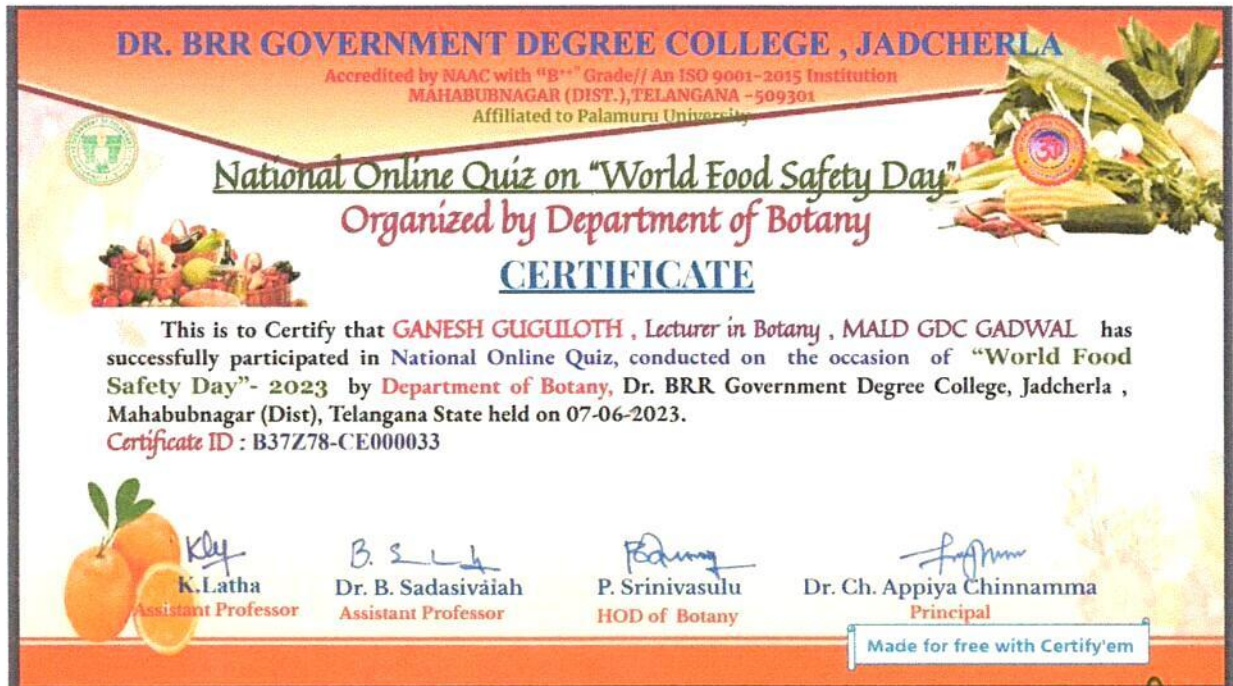 DR. BRR GOVERNMENT DEGREE COLLEGE , JADCHERLA
Accredited by NAAC with "B++" Grade// An ISO 9001-2015 Institution
MAHABUBNAGAR (DIST.),TELANGANA -509301
Affiliated to Palamuru University
National Online Quiz on "World Food Safety Day"
Organized by Department of Botany
CERTIFICATE
This is to Certify that GANESH GUGULOTH , Lecturer in Botany , MALD GDC GADWAL has
successfully participated in National Online Quiz, conducted on the occasion of "World Food
Safety Day"- 2023 by Department of Botany, Dr. BRR Government Degree College, Jadcherla ,
Mahabubnagar (Dist), Telangana State held on 07-06-2023.
Certificate ID : B37Z78-CE000033
B. S
K.Latha Dr. B. Sadasivaiah P. Srinivasulu Dr. Ch. Appiya Chinnamma
Assistant Professor Assistant Professor HOD of Botany Principal
Made for free with Certify'em